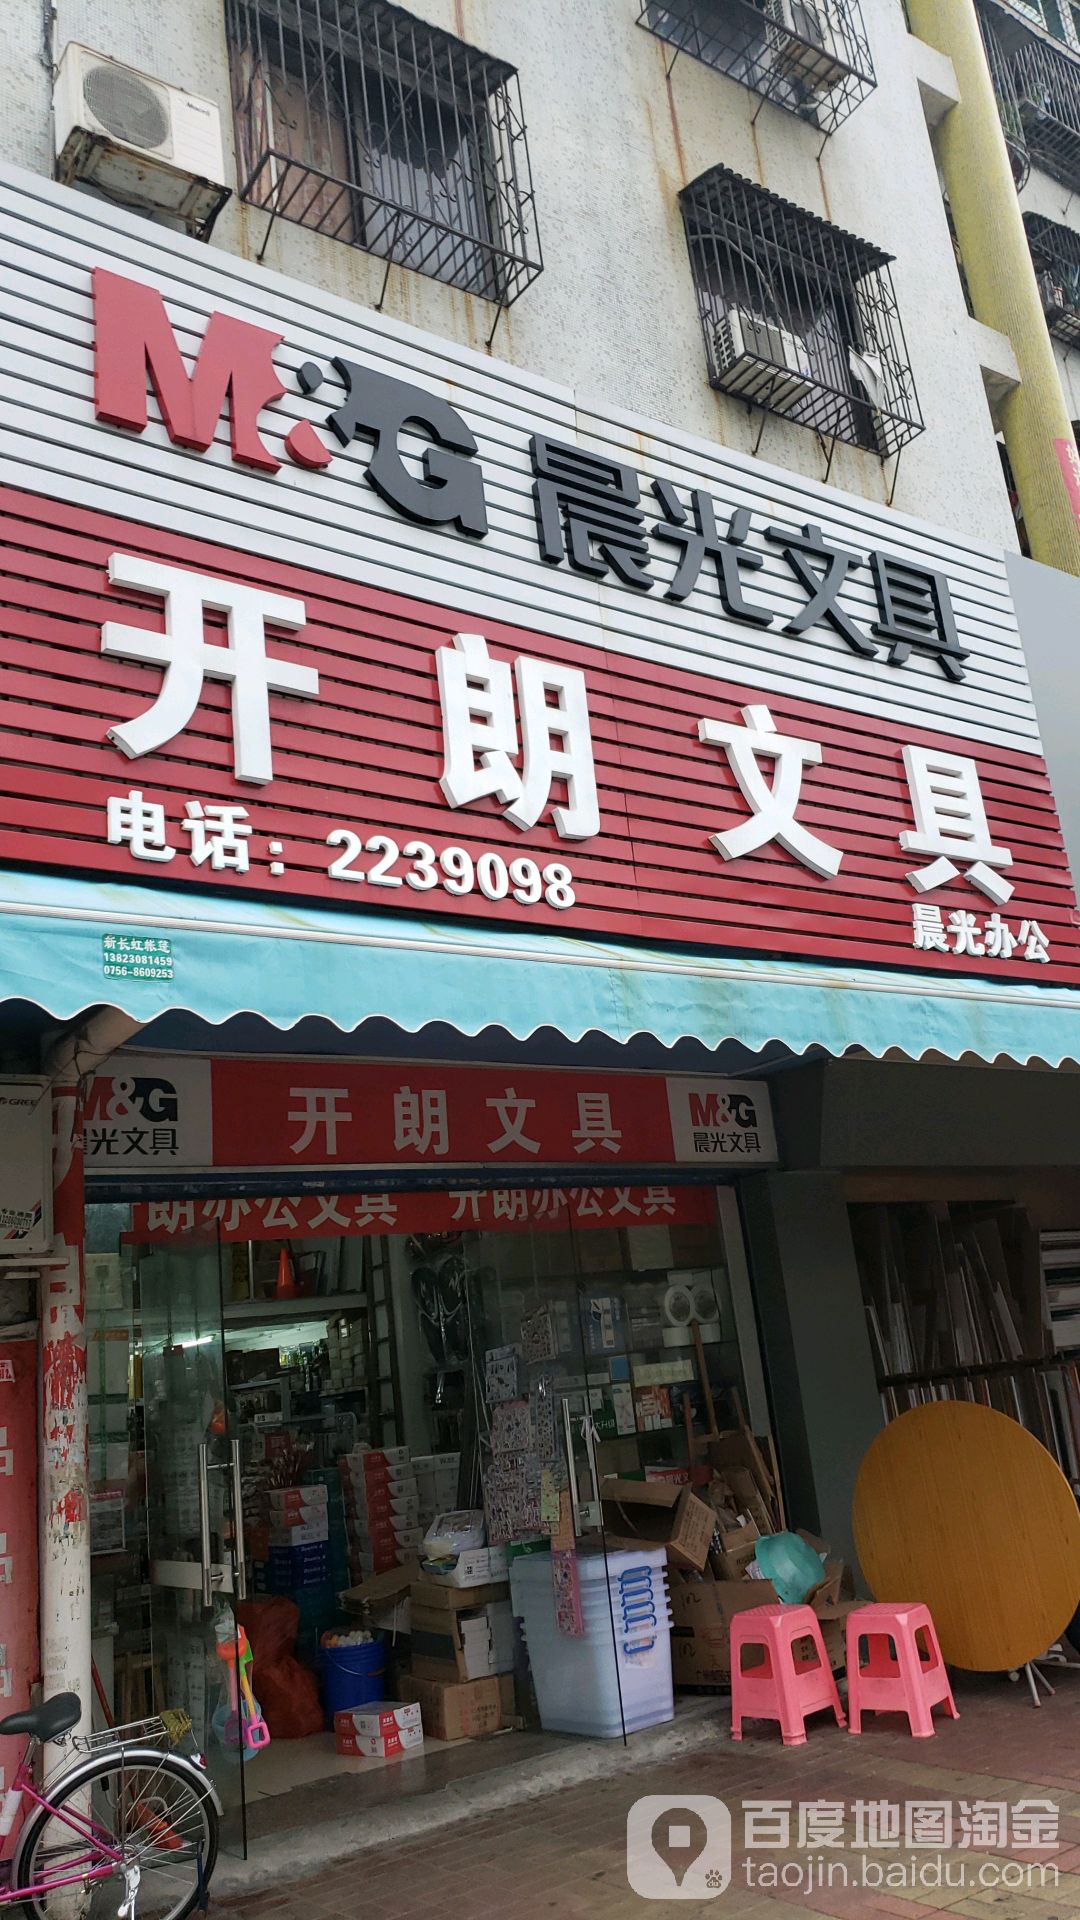 M&G 晨光文具
开朗文具
电话：2239098
晨光办公
新长虹帐篷
13823081459
0756-8609253
GREE
M&G
晨光文具
开朗文具
M&G
晨光文具
朗办公文具 开朗办公文具
百度地图淘金
taojin.baidu.com